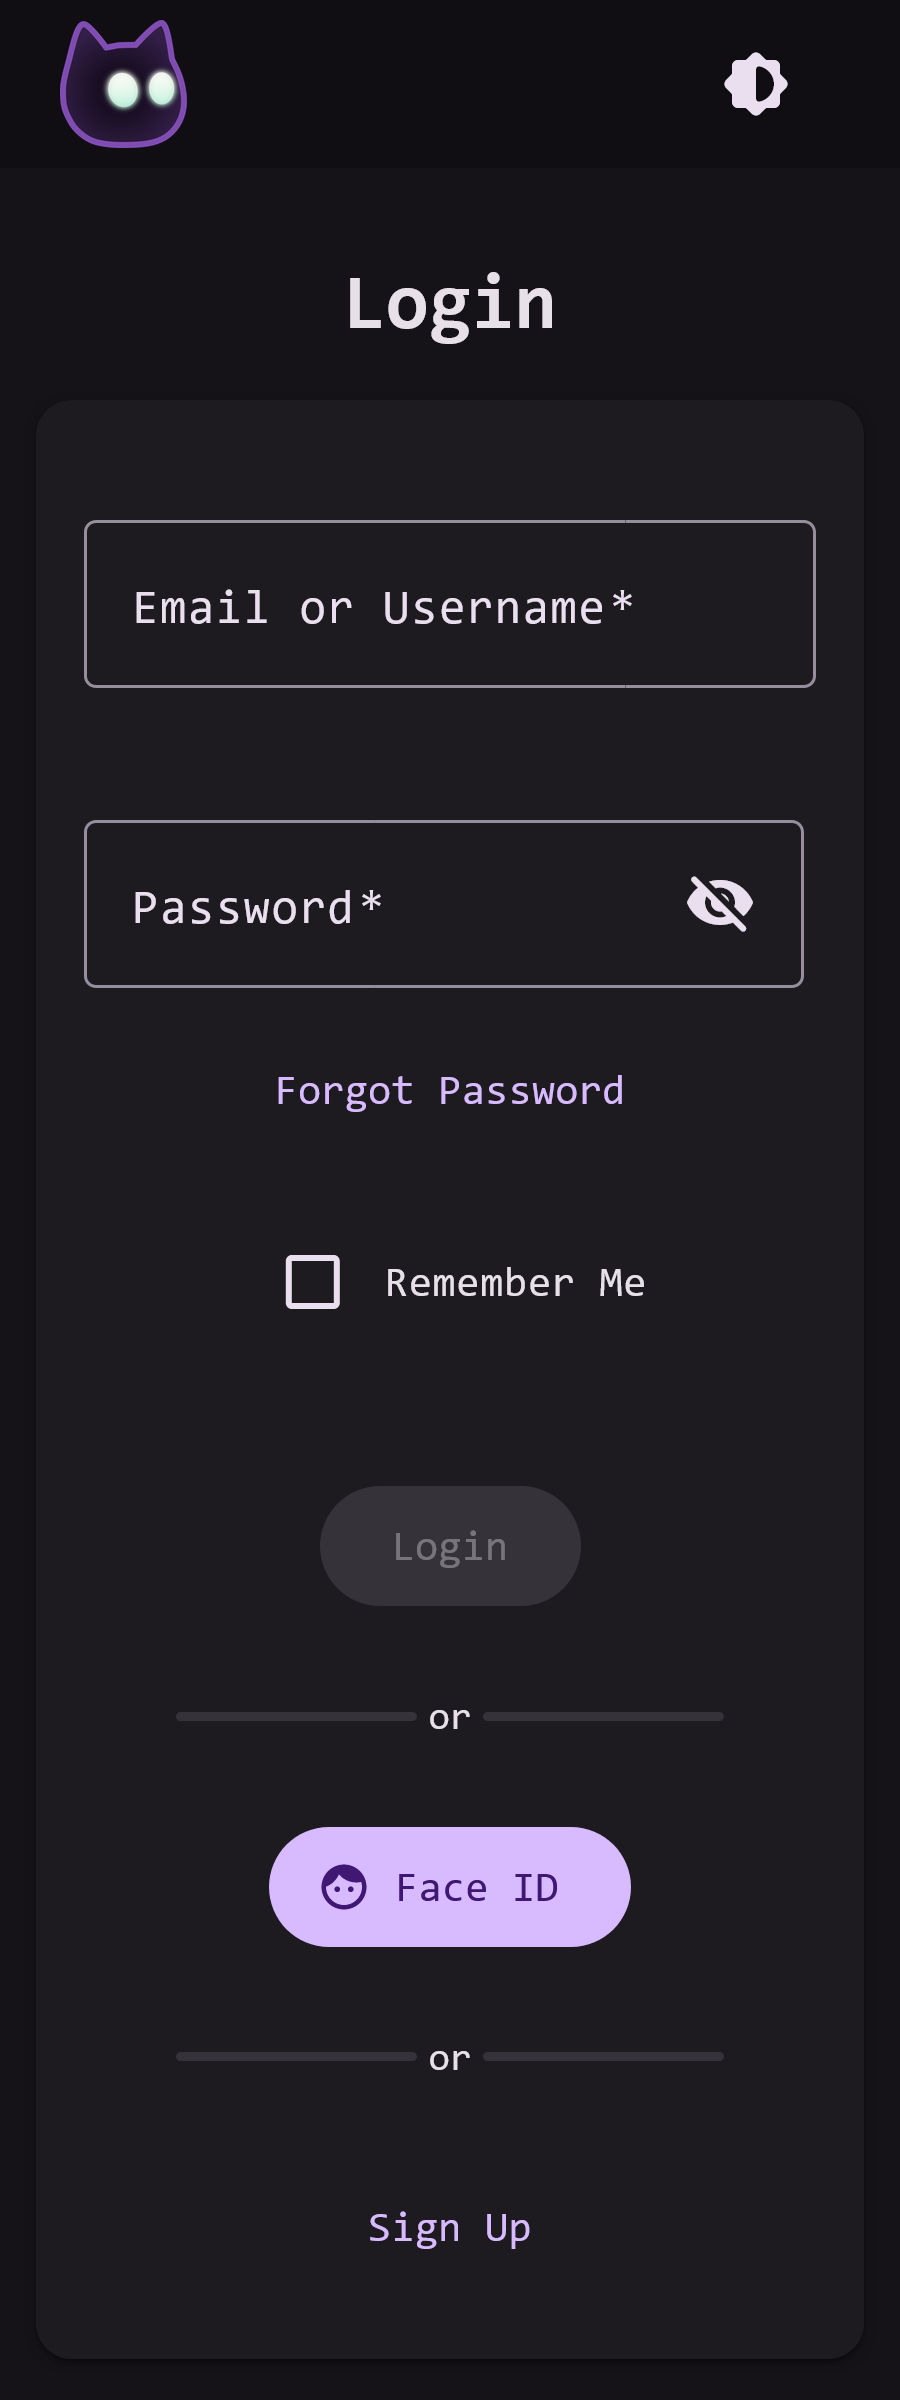 Login
Email or Username*
Password*
Forgot Password
Remember Me
Login
or
Face ID
or
Sign Up